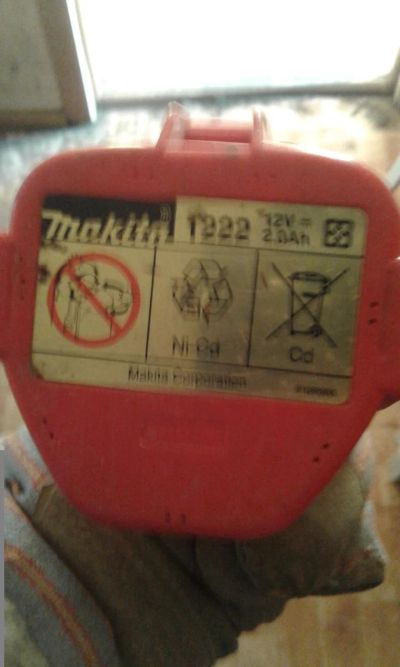 makita 1222 12V= 2.0Ah
Ni-Cd
Cd
Makita Corporation